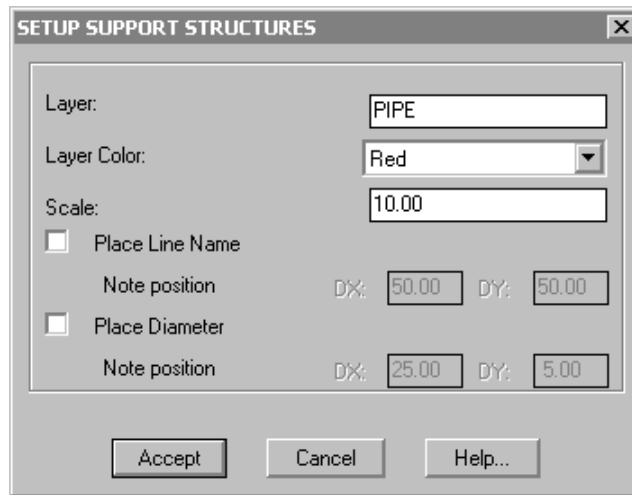 SETUP SUPPORT STRUCTURES
Layer: PIPE
Layer Color: Red
Scale: 10.00
Place Line Name
Note position DX: 50.00 DY: 50.00
Place Diameter
Note position DX: 25.00 DY: 5.00
Accept Cancel Help...